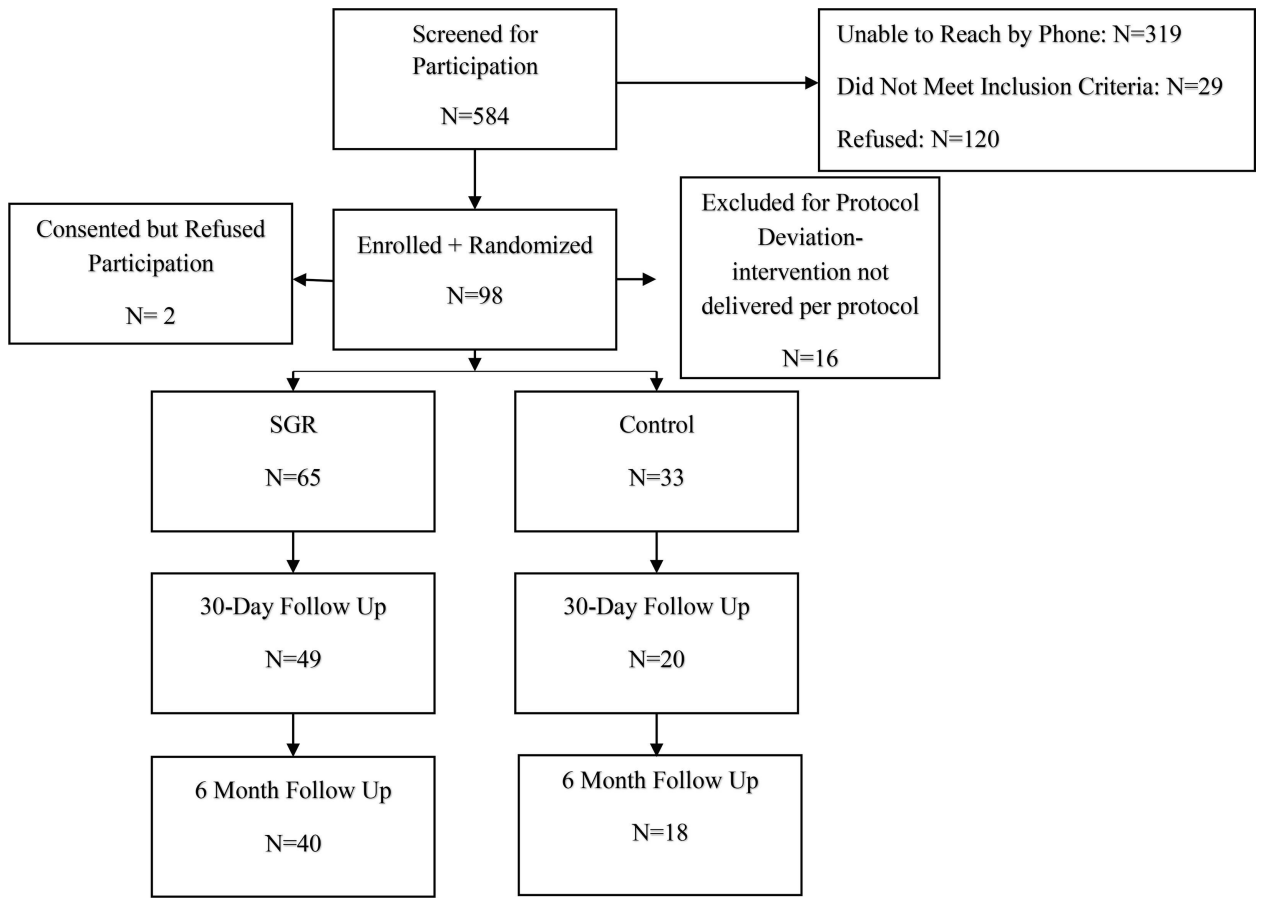 Screened for
Participation
N=584
Unable to Reach by Phone: N=319
Did Not Meet Inclusion Criteria: N=29
Refused: N=120
Consented but Refused
Participation
N= 2
Enrolled + Randomized
N=98
Excluded for Protocol
Deviation-
intervention not
delivered per protocol
N=16
SGR
N=65
Control
N=33
30-Day Follow Up
N=49
30-Day Follow Up
N=20
6 Month Follow Up
N=40
6 Month Follow Up
N=18